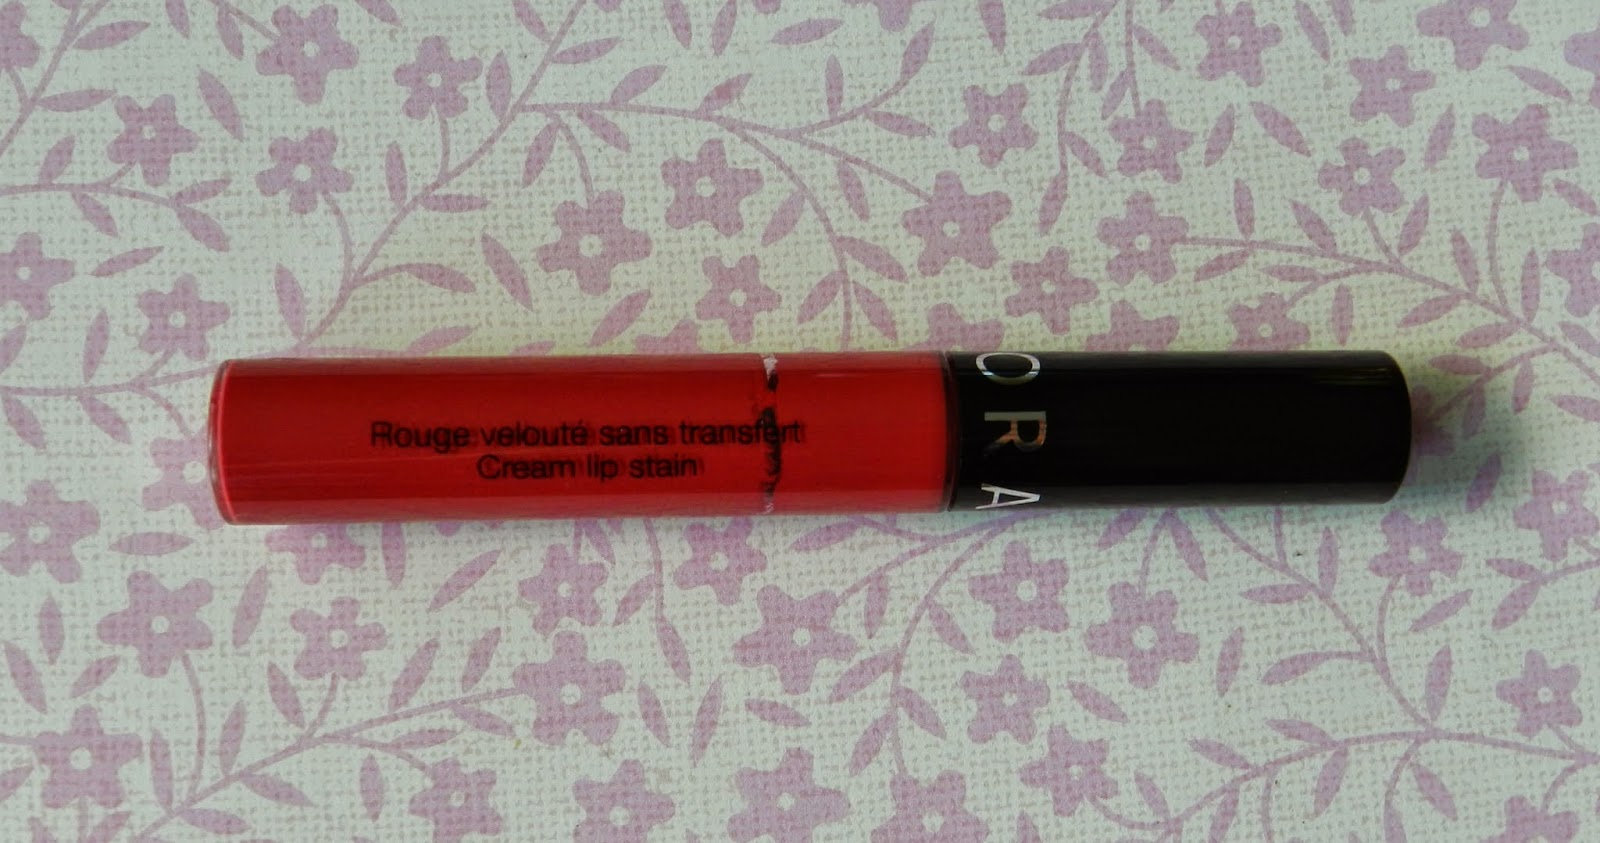 Rouge velouté sans transfert
Cream lip stain
ORA